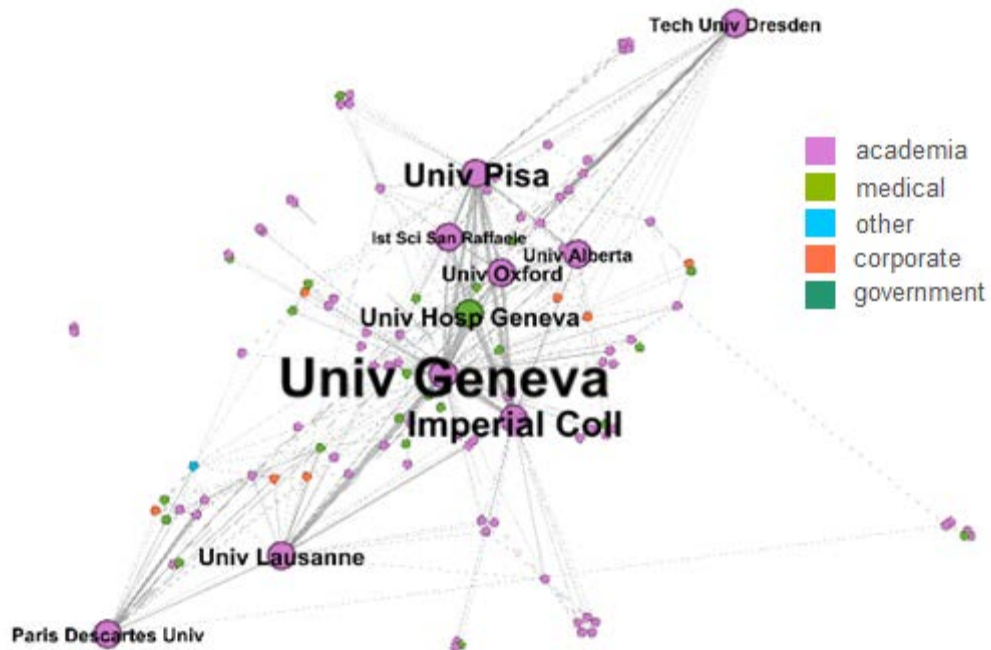 Tech Univ Dresden
academia
medical
other
corporate
government
Univ Pisa
Ist Sci San Raffaele
Univ Alberta
Univ Oxford
Univ Hosp Geneva
Univ Geneva
Imperial Coll
Univ Lausanne
Paris Descartes Univ